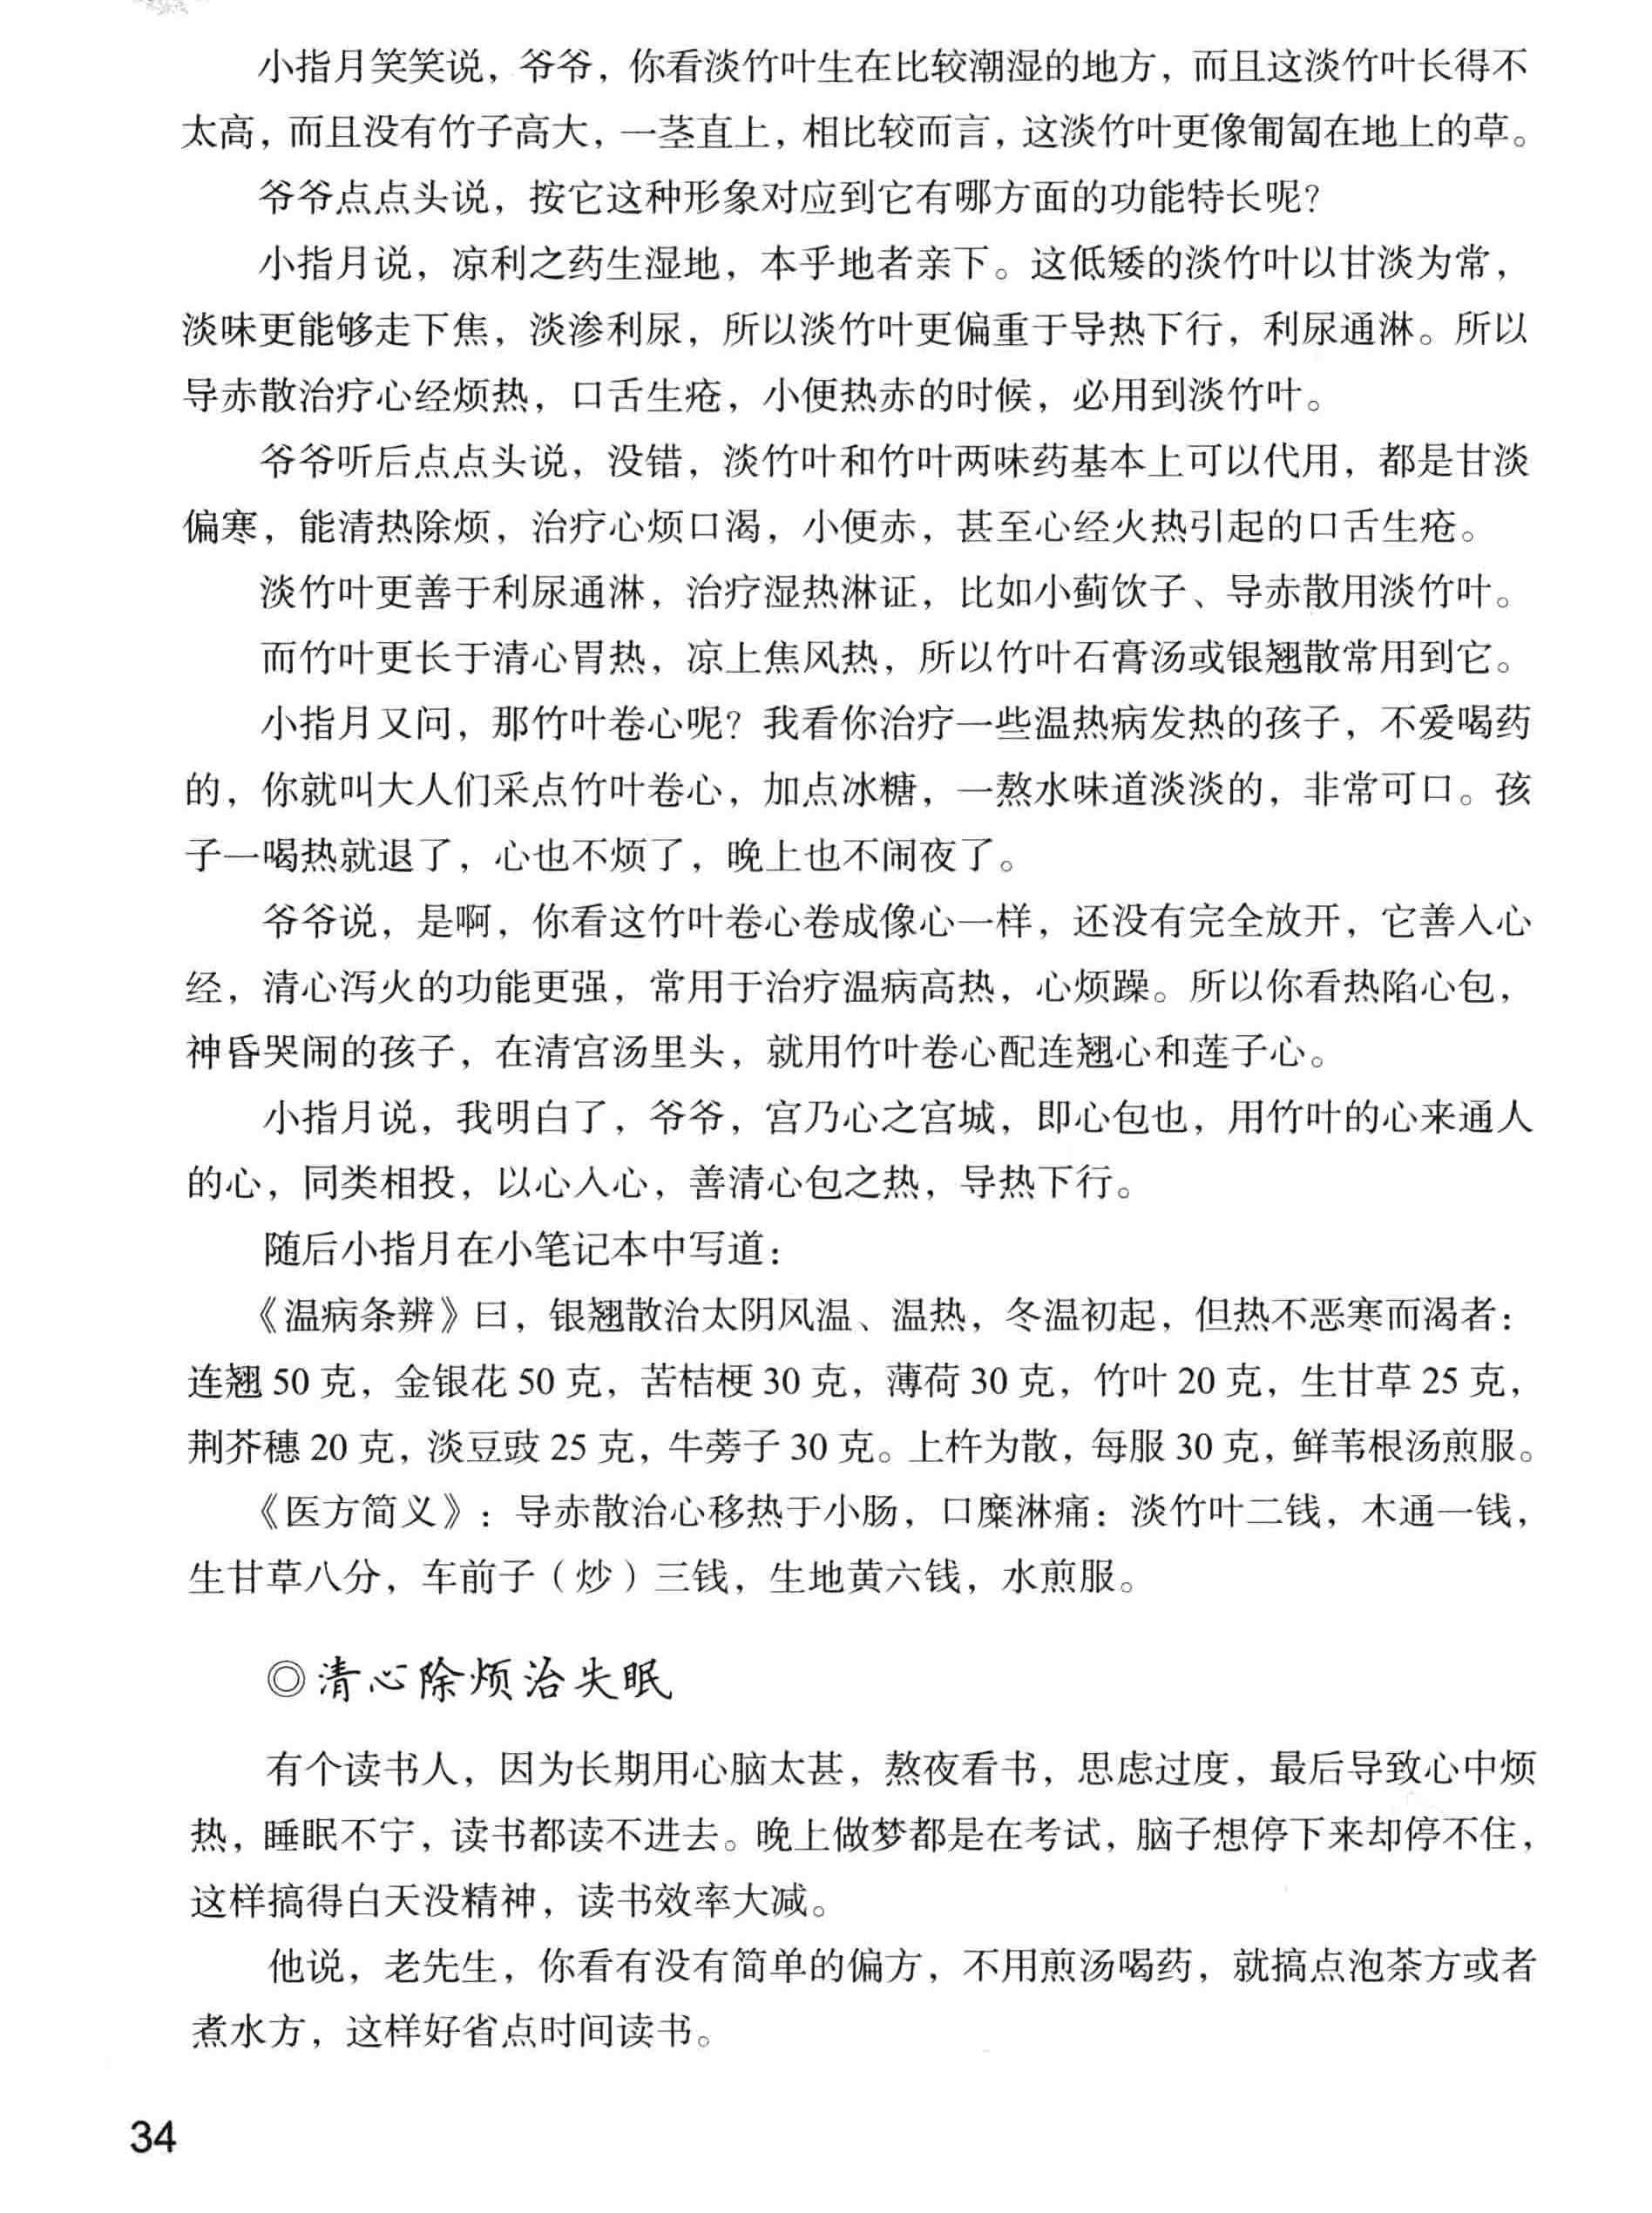 小指月笑笑说，爷爷，你看淡竹叶生在比较潮湿的地方，而且这淡竹叶长得不
太高，而且没有竹子高大，一茎直上，相比较而言，这淡竹叶更像匍匐在地上的草。
爷爷点点头说，按它这种形象对应到它有哪方面的功能特长呢？
小指月说，凉利之药生湿地，本乎地者亲下。这低矮的淡竹叶以甘淡为常，
淡味更能够走下焦，淡渗利尿，所以淡竹叶更偏重于导热下行，利尿通淋。所以
导赤散治疗心经烦热，口舌生疮，小便热赤的时候，必用到淡竹叶。
爷爷听后点点头说，没错，淡竹叶和竹叶两味药基本上可以代用，都是甘淡
偏寒，能清热除烦，治疗心烦口渴，小便赤，甚至心经火热引起的口舌生疮。
淡竹叶更善于利尿通淋，治疗湿热淋证，比如小蓟饮子、导赤散用淡竹叶。
而竹叶更长于清心胃热，凉上焦风热，所以竹叶石膏汤或银翘散常用到它。
小指月又问，那竹叶卷心呢？我看你治疗一些温热病发热的孩子，不爱喝药
的，你就叫大人们采点竹叶卷心，加点冰糖，一熬水味道淡淡的，非常可口。孩
子一喝热就退了，心也不烦了，晚上也不闹夜了。
爷爷说，是啊，你看这竹叶卷心卷成像心一样，还没有完全放开，它善入心
经，清心泻火的功能更强，常用于治疗温病高热，心烦躁。所以你看热陷心包，
神昏哭闹的孩子，在清宫汤里头，就用竹叶卷心配连翘心和莲子心。
小指月说，我明白了，爷爷，宫乃心之宫城，即心包也，用竹叶的心来通人
的心，同类相投，以心入心，善清心包之热，导热下行。
随后小指月在小笔记本中写道：
《温病条辨》曰，银翘散治太阴风温、温热，冬温初起，但热不恶寒而渴者：
连翘 50 克，金银花 50 克，苦桔梗 30 克，薄荷 30 克，竹叶 20 克，生甘草 25 克，
荆芥穗 20 克，淡豆豉 25 克，牛蒡子 30 克。上杵为散，每服 30 克，鲜苇根汤煎服。
《医方简义》：导赤散治心移热于小肠，口糜淋痛：淡竹叶二钱，木通一钱，
生甘草八分，车前子（炒）三钱，生地黄六钱，水煎服。
◎清心除烦治失眠
有个读书人，因为长期用心脑太甚，熬夜看书，思虑过度，最后导致心中烦
热，睡眠不宁，读书都读不进去。晚上做梦都是在考试，脑子想停下来却停不住，
这样搞得白天没精神，读书效率大减。
他说，老先生，你看有没有简单的偏方，不用煎汤喝药，就搞点泡茶方或者
煮水方，这样好省点时间读书。
34